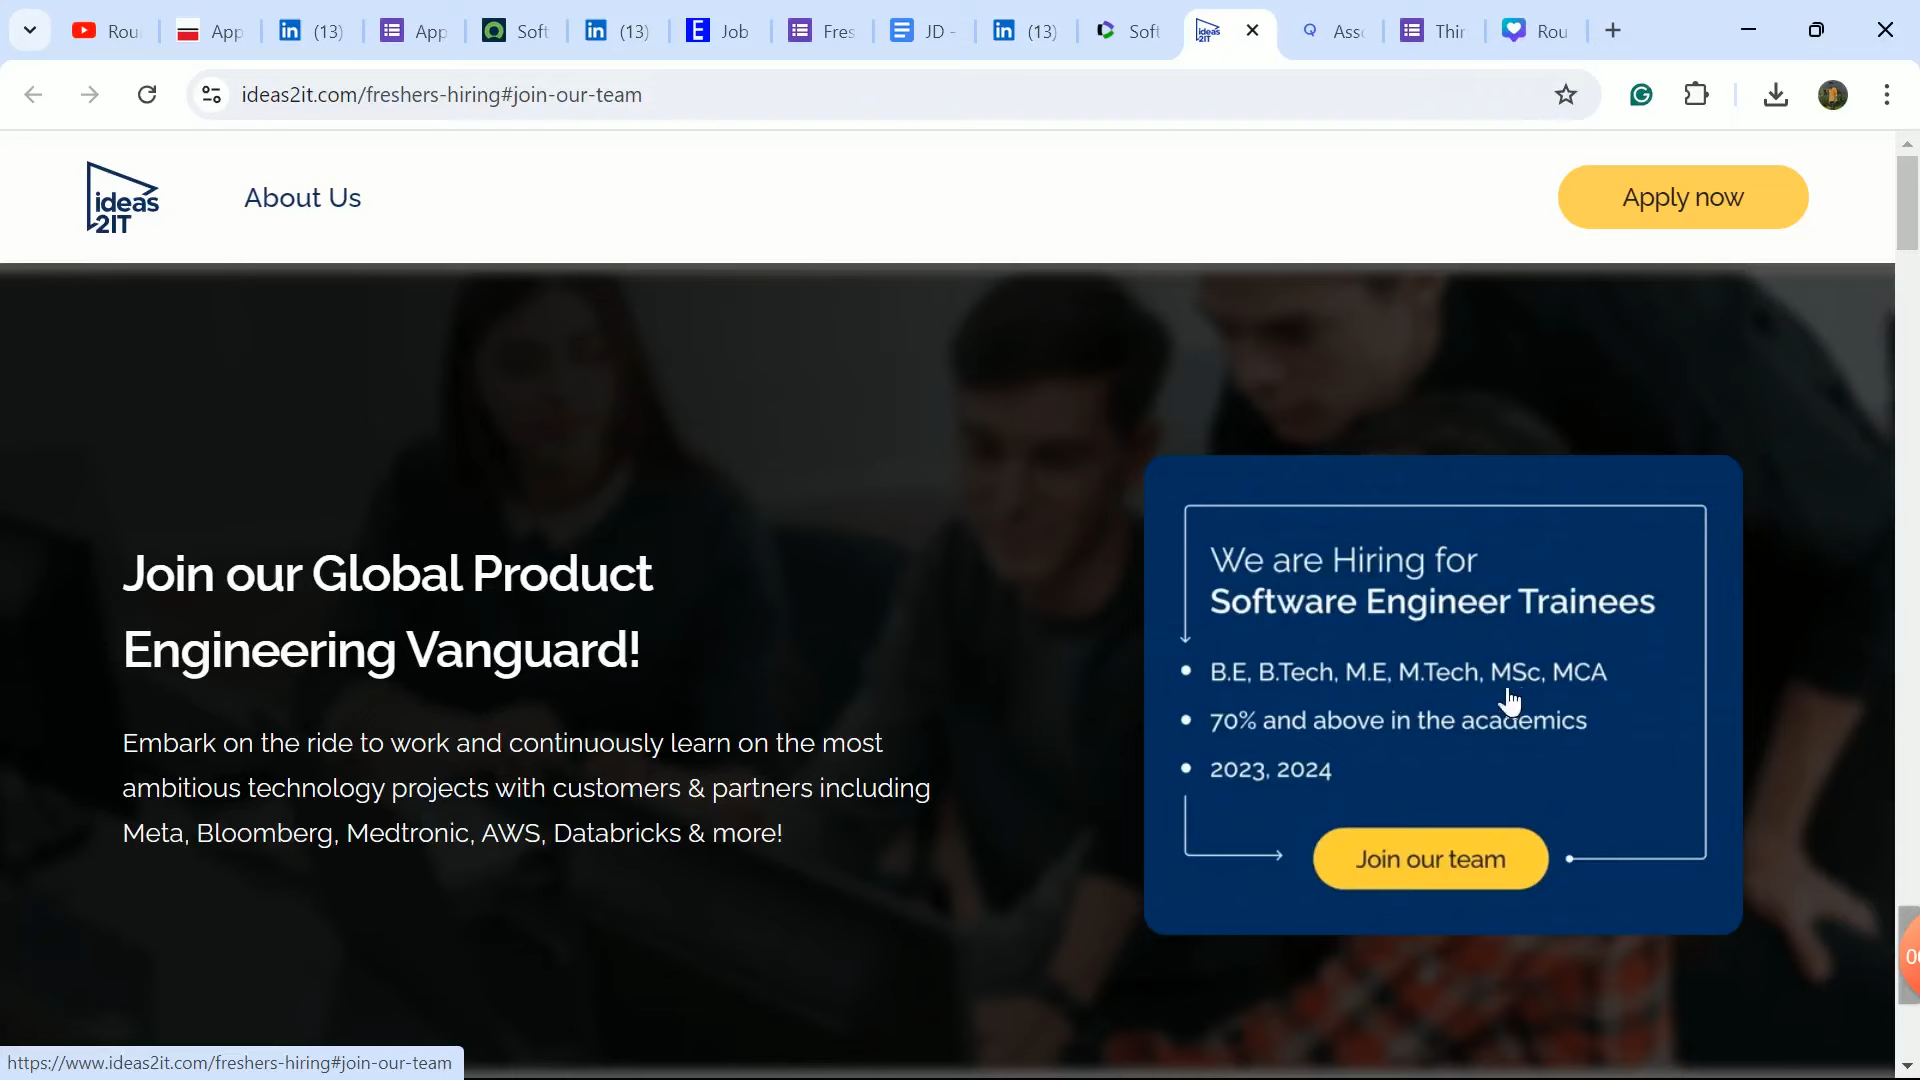 Rou
App
(13)
App
Soft
(13)
E Job
Fres
JD -
(13)
Soft
Asso
Thir
Rou
ideas2it.com/freshers-hiring#join-our-team
ideas
2IT
About Us
Apply now
Join our Global Product
Engineering Vanguard!
Embark on the ride to work and continuously learn on the most
ambitious technology projects with customers & partners including
Meta, Bloomberg, Medtronic, AWS, Databricks & more!
We are Hiring for
Software Engineer Trainees
• B.E, B.Tech, M.E, M.Tech, MSc, MCA
• 70% and above in the academics
• 2023, 2024
Join our team
https://www.ideas2it.com/freshers-hiring#join-our-team